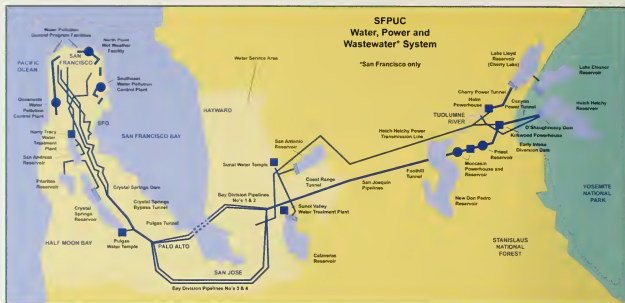 SFPUC
Water, Power and
Wastewater* System
*San Francisco only
Water Pollution
Control Program Facilities
North Point
Wet Weather
Facility
SAN
FRANCISCO
PACIFIC
OCEAN
Southeast
Water Pollution
Control Plant
Oceanside
Water
Pollution
Control Plant
SFO
Harry Tracy
Water
Treatment
Plant
San Andreas
Reservoir
Pilarcitos
Reservoir
Crystal
Springs
Reservoir
HALF MOON BAY
Pulgas
Water Temple
Crystal Springs Dam
Crystal Springs
Bypass Tunnel
Pulgas Tunnel
PALO ALTO
SAN FRANCISCO BAY
Water Service Area
HAYWARD
San Antonio
Reservoir
Sunol Water Temple
Coast Range
Tunnel
Bay Division Pipelines
No's 1 & 2
Sunol Valley
Water Treatment Plant
Calaveras
Reservoir
SAN JOSE
Bay Division Pipelines No's 3 & 4
San Joaquin
Pipelines
Hetch Hetchy Power
Transmission Line
Foothill
Tunnel
New Don Pedro
Reservoir
Moccasin
Powerhouse and
Reservoir
Priest
Reservoir
TUOLUMNE
RIVER
Cherry Power Tunnel
Holm
Powerhouse
Lake Lloyd
Reservoir
(Cherry Lake)
Canyon
Power Tunnel
Lake Eleanor
Reservoir
Hetch Hetchy
Reservoir
O'Shaughnessy Dam
Kirkwood Powerhouse
Early Intake
Diversion Dam
YOSEMITE
NATIONAL
PARK
STANISLAUS
NATIONAL
FOREST